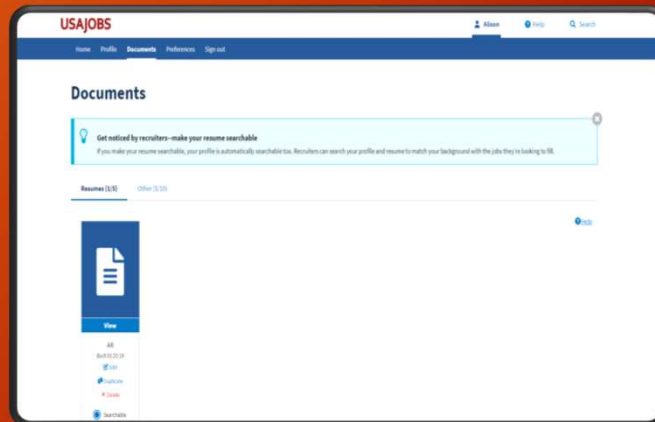 USAJOBS
Alison Help Search
Home Profile Documents Preferences Sign out
Documents
Get noticed by recruiters--make your resume searchable
If you make your resume searchable, your profile is automatically searchable too. Recruiters can search your profile and resume to match your background with the jobs they're looking to fill.
Resumes (1/5) Other
Help
View
Edit
Duplicate
Delete
Searchable